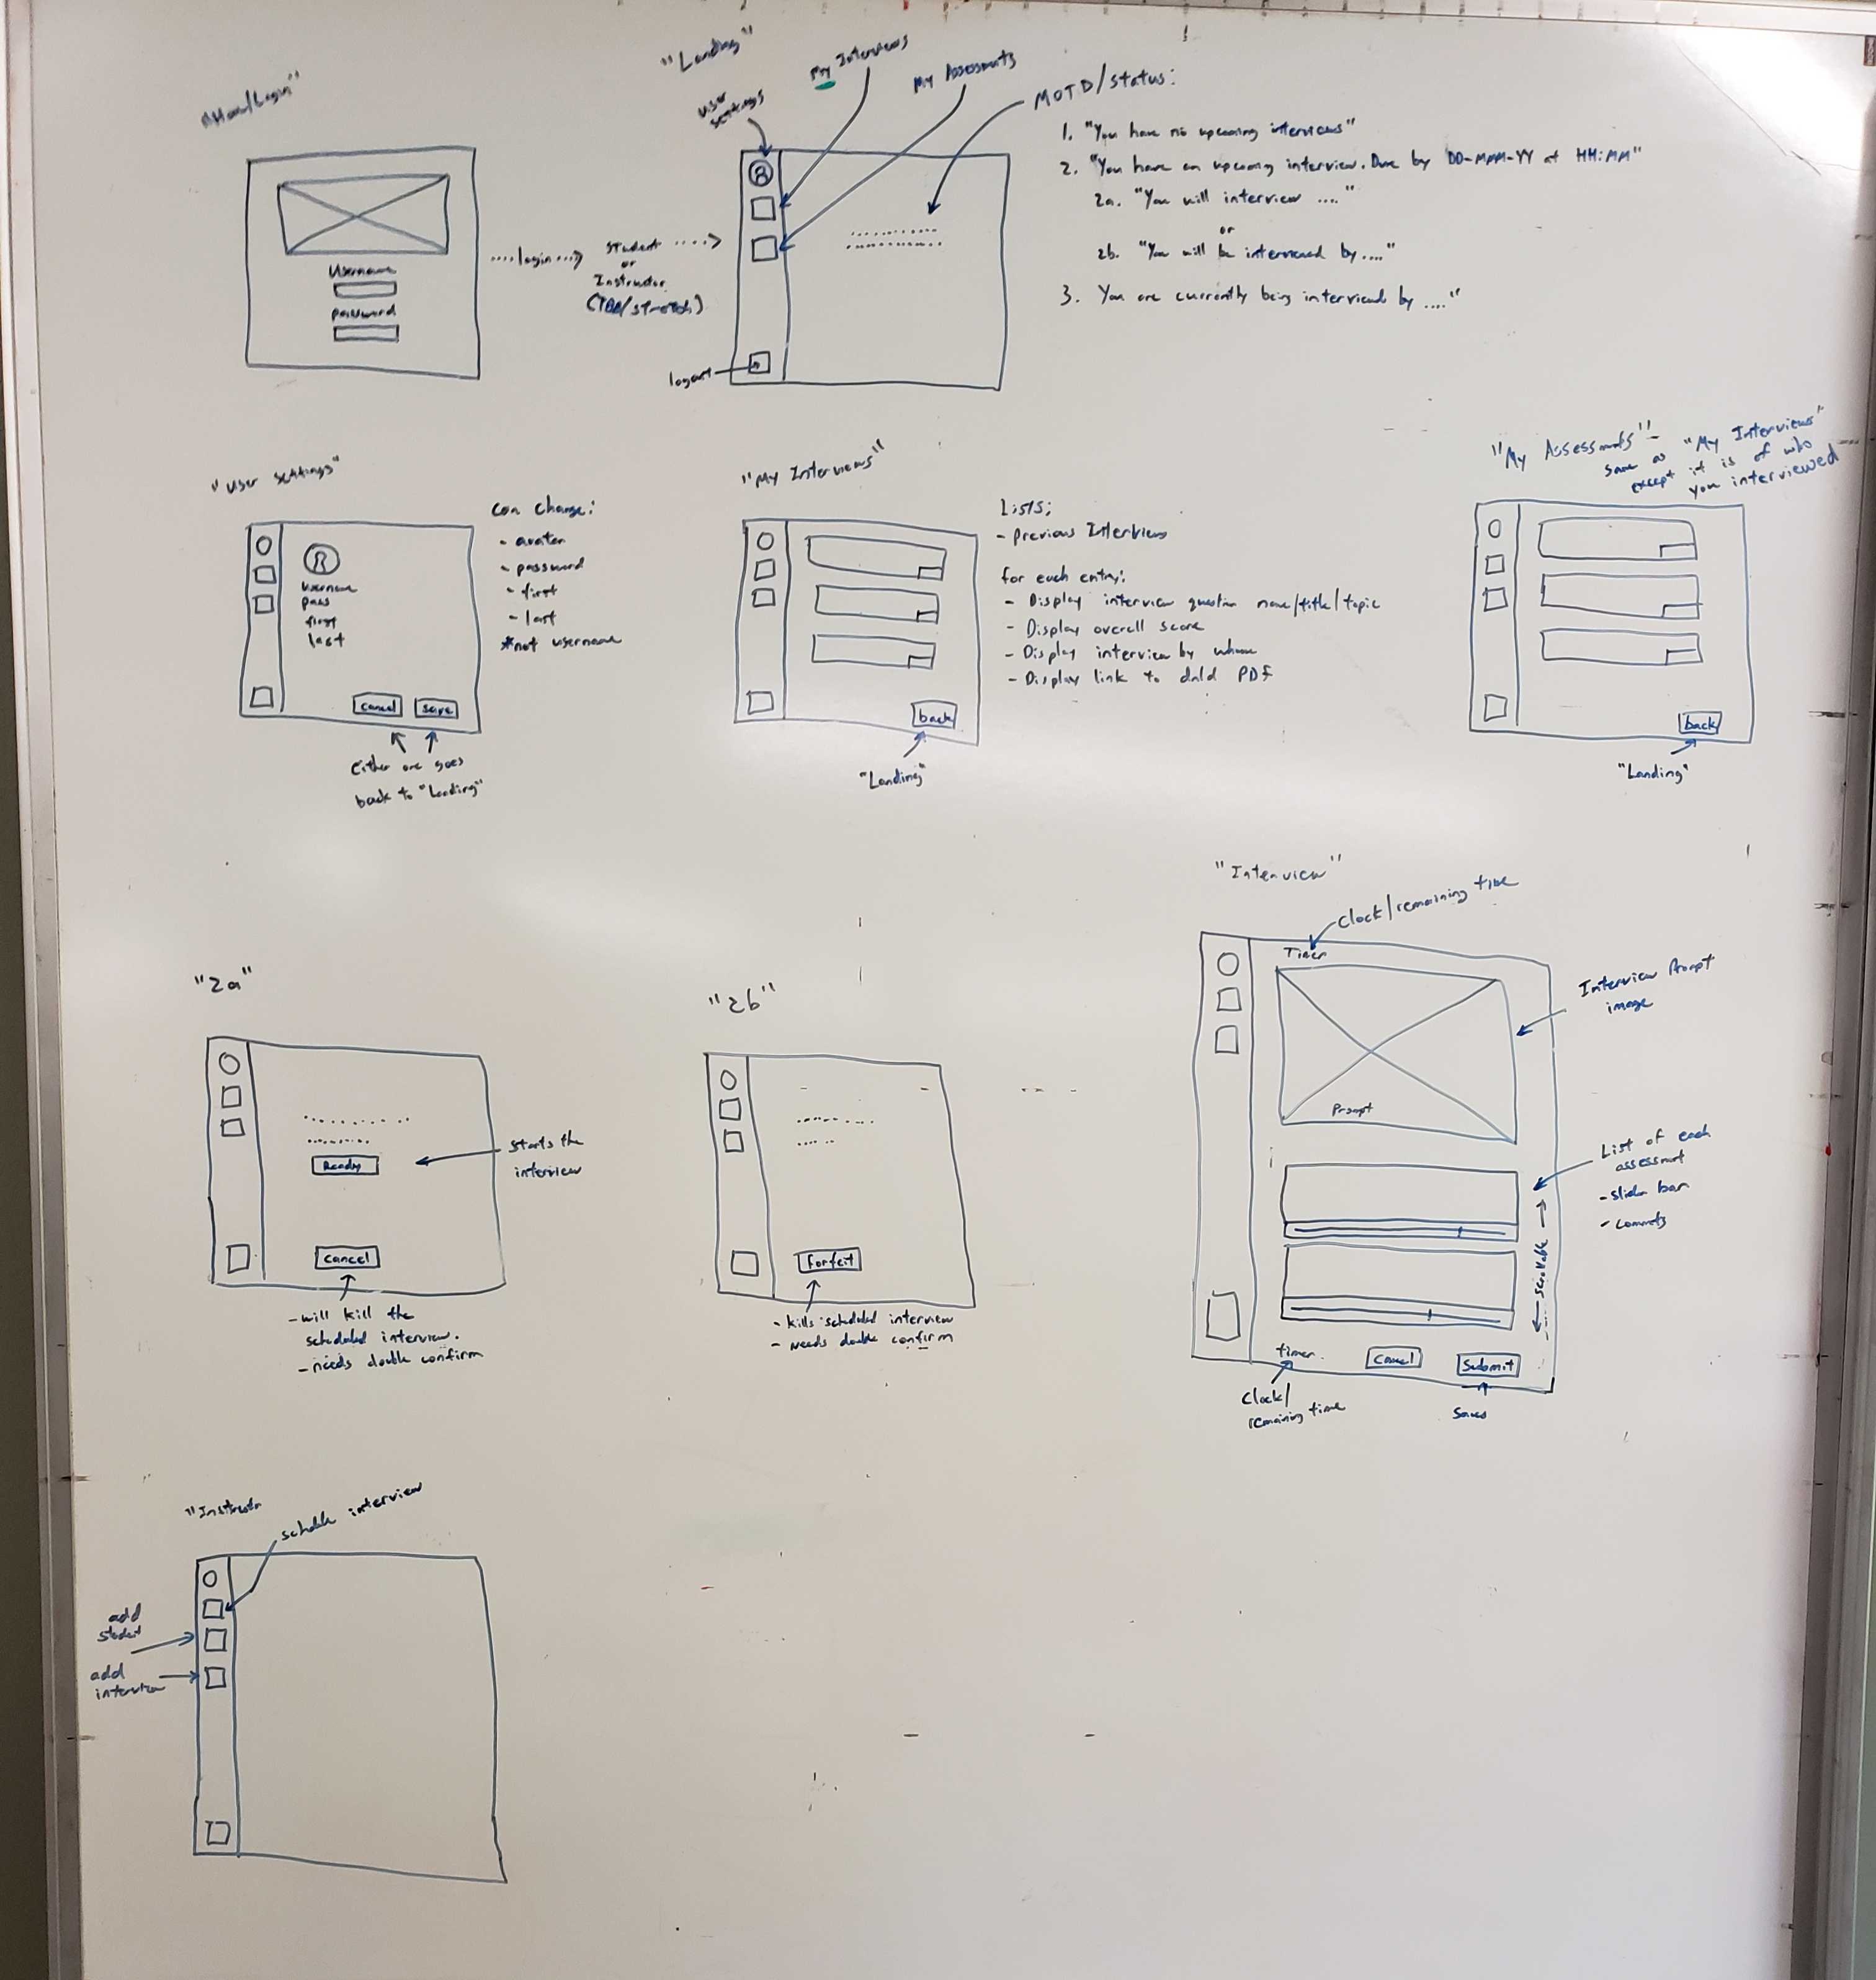 "Home/Login"
Username
password
....login...>
Student
or
Instructor
(TBD/stretch)
....>
"Landing"
user
settings
My Interviews
My Assessments
MOTD/status:
logout
1. "You have no upcoming interviews"
2. "You have an upcoming interview. Due by DD-MMM-YY at HH:MM"
2a. "You will interview ...."
or
2b. "You will be interviewed by...."
3. You are currently being interviewed by ...."
"User settings"
username
pass
first
last
cancel
save
Either one goes
back to "Landing"
Can change:
- avatar
- password
- first
- last
*not username
"My Interviews"
back
"Landing"
Lists:
- previous Interviews
for each entry:
- Display interview question name/title/topic
- Display overall score
- Display interview by whom
- Display link to dnld PDF
"My Assessments" -
same as "My Interviews"
except it is of who
you interviewed
back
"Landing"
"2a"
Ready
starts the
interview
cancel
- will kill the
scheduled interview.
- needs double confirm
"2b"
Forfeit
- kills scheduled interview
- needs double confirm
"Interview"
Clock/remaining time
Timer
Prompt
Interview Prompt
image
List of each
assessment
- slider bar
scrollable
timer
Cancel
Submit
Clock/
remaining time
Saves
schedule interview
add
student
add
interview